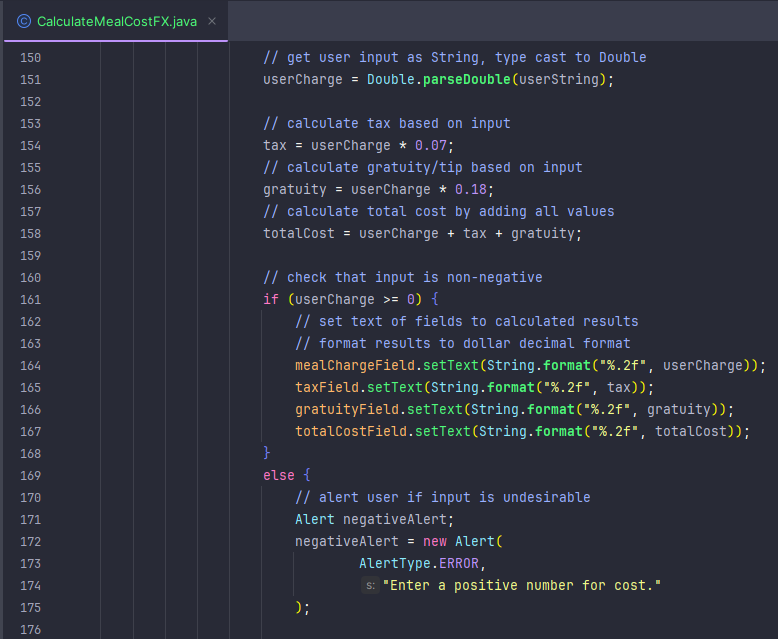 CalculateMealCostFX.java ×
150 // get user input as String, type cast to Double
151 userCharge = Double.parseDouble(userString);
152
153 // calculate tax based on input
154 tax = userCharge * 0.07;
155 // calculate gratuity/tip based on input
156 gratuity = userCharge * 0.18;
157 // calculate total cost by adding all values
158 totalCost = userCharge + tax + gratuity;
159
160 // check that input is non-negative
161 if (userCharge >= 0) {
162 // set text of fields to calculated results
163 // format results to dollar decimal format
164 mealChargeField.setText(String.format("%.2f", userCharge));
165 taxField.setText(String.format("%.2f", tax));
166 gratuityField.setText(String.format("%.2f", gratuity));
167 totalCostField.setText(String.format("%.2f", totalCost));
168 }
169 else {
170 // alert user if input is undesirable
171 Alert negativeAlert;
172 negativeAlert = new Alert(
173 AlertType.ERROR,
174 s: "Enter a positive number for cost."
175 );
176